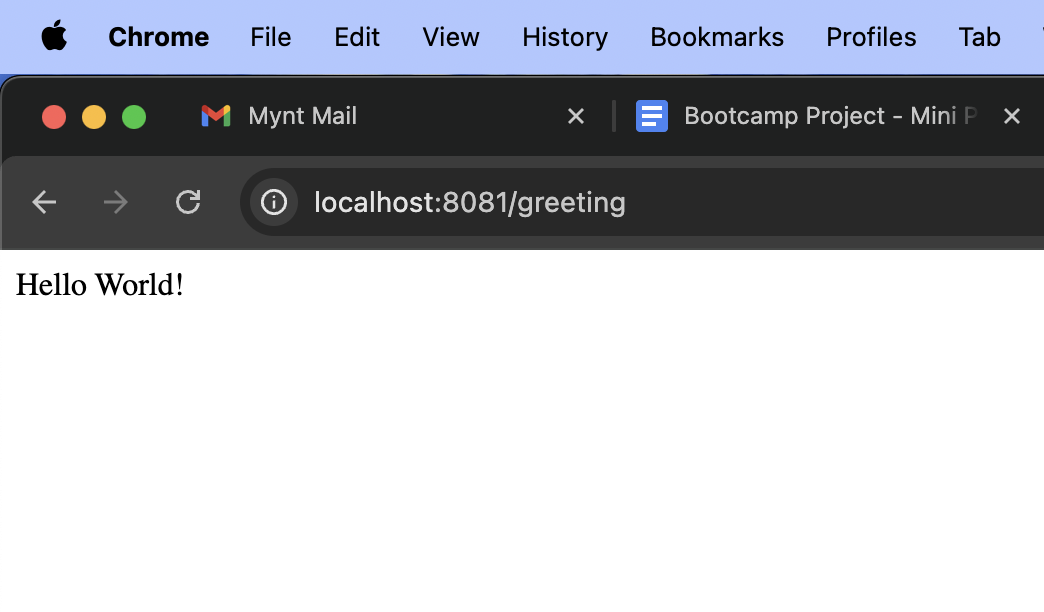 Chrome File Edit View History Bookmarks Profiles Tab
Mynt Mail Bootcamp Project - Mini P
localhost:8081/greeting
Hello World!